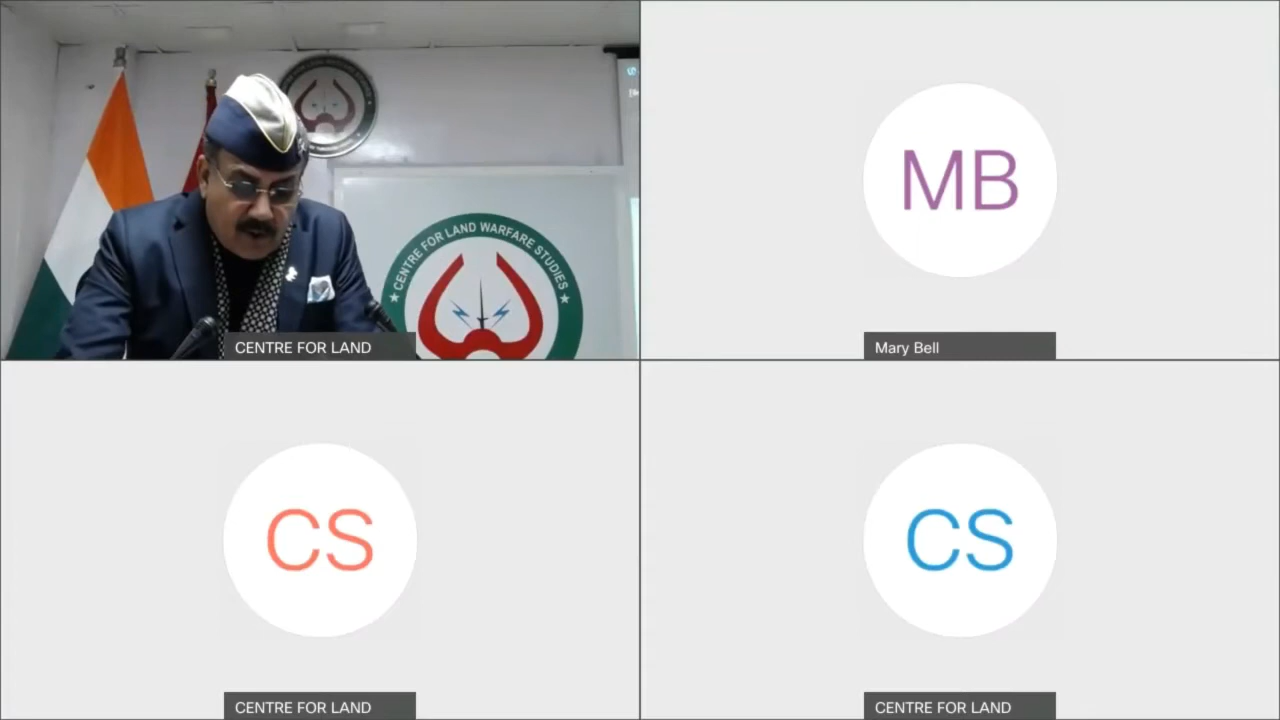 CENTRE FOR LAND WARFARE STUDIES
CENTRE FOR LAND
MB
Mary Bell
CS
CENTRE FOR LAND
CS
CENTRE FOR LAND